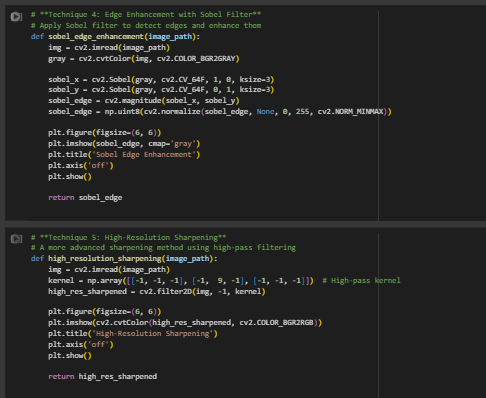 # **Technique 4: Edge Enhancement with Sobel Filter**
# Apply Sobel filter to detect edges and enhance them
def sobel_edge_enhancement(image_path):
    img = cv2.imread(image_path)
    gray = cv2.cvtColor(img, cv2.COLOR_BGR2GRAY)

    sobel_x = cv2.Sobel(gray, cv2.CV_64F, 1, 0, ksize=3)
    sobel_y = cv2.Sobel(gray, cv2.CV_64F, 0, 1, ksize=3)
    sobel_edge = cv2.magnitude(sobel_x, sobel_y)
    sobel_edge = np.uint8(cv2.normalize(sobel_edge, None, 0, 255, cv2.NORM_MINMAX))

    plt.figure(figsize=(6, 6))
    plt.imshow(sobel_edge, cmap='gray')
    plt.title('Sobel Edge Enhancement')
    plt.axis('off')
    plt.show()

    return sobel_edge

# **Technique 5: High-Resolution Sharpening**
# A more advanced sharpening method using high-pass filtering
def high_resolution_sharpening(image_path):
    img = cv2.imread(image_path)
    kernel = np.array([[-1, -1, -1], [-1,  9, -1], [-1, -1, -1]])  # High-pass kernel
    high_res_sharpened = cv2.filter2D(img, -1, kernel)

    plt.figure(figsize=(6, 6))
    plt.imshow(cv2.cvtColor(high_res_sharpened, cv2.COLOR_BGR2RGB))
    plt.title('High-Resolution Sharpening')
    plt.axis('off')
    plt.show()

    return high_res_sharpened